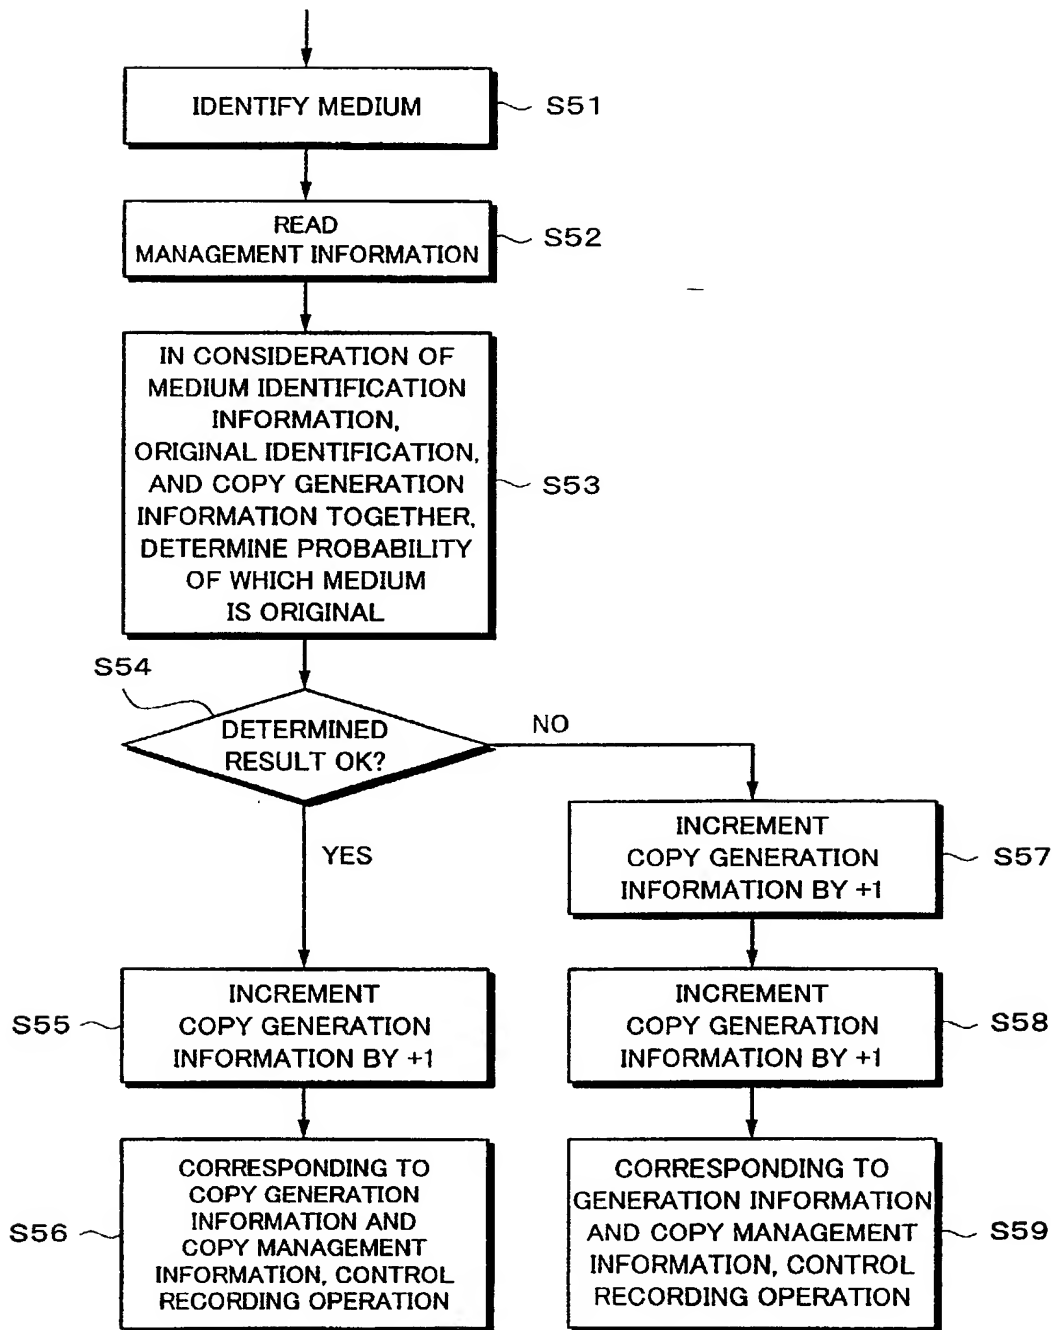 IDENTIFY MEDIUM
S51
READ
MANAGEMENT INFORMATION
S52
IN CONSIDERATION OF
MEDIUM IDENTIFICATION
INFORMATION,
ORIGINAL IDENTIFICATION,
AND COPY GENERATION
INFORMATION TOGETHER,
DETERMINE PROBABILITY
OF WHICH MEDIUM
IS ORIGINAL
S53
S54
DETERMINED
RESULT OK?
NO
YES
INCREMENT
COPY GENERATION
INFORMATION BY +1
S57
S55
INCREMENT
COPY GENERATION
INFORMATION BY +1
INCREMENT
COPY GENERATION
INFORMATION BY +1
S58
S56
CORRESPONDING TO
COPY GENERATION
INFORMATION AND
COPY MANAGEMENT
INFORMATION, CONTROL
RECORDING OPERATION
CORRESPONDING TO
GENERATION INFORMATION
AND COPY MANAGEMENT
INFORMATION, CONTROL
RECORDING OPERATION
S59